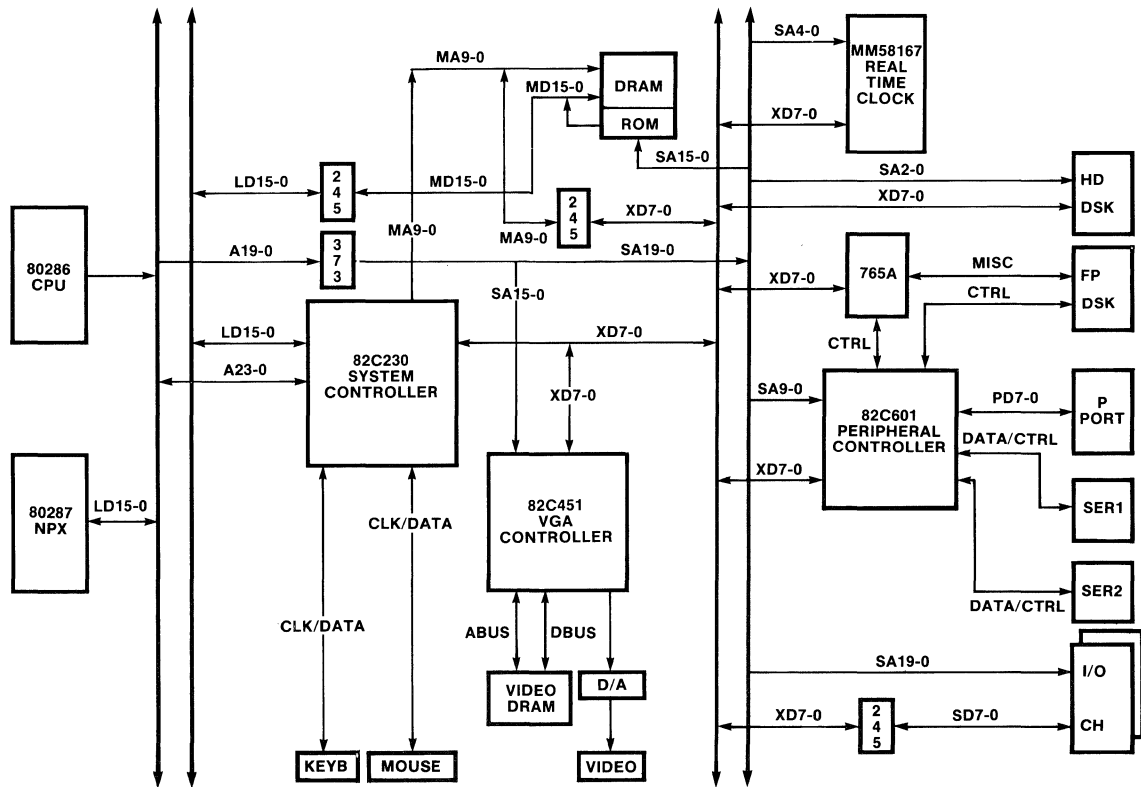 SA4-0
MM58167
REAL
TIME
CLOCK
XD7-0
MA9-0
MD15-0
DRAM
ROM
SA15-0
SA2-0
HD
DSK
XD7-0
LD15-0
2
4
5
MD15-0
MA9-0
MA9-0
2
4
5
XD7-0
80286
CPU
A19-0
3
7
3
SA19-0
SA15-0
XD7-0
765A
MISC
CTRL
FP
DSK
CTRL
LD15-0
A23-0
82C230
SYSTEM
CONTROLLER
XD7-0
XD7-0
SA9-0
XD7-0
82C601
PERIPHERAL
CONTROLLER
PD7-0
P
PORT
DATA/CTRL
SER1
DATA/CTRL
SER2
80287
NPX
LD15-0
CLK/DATA
CLK/DATA
82C451
VGA
CONTROLLER
ABUS
DBUS
VIDEO
DRAM
D/A
KEYB
MOUSE
VIDEO
SA19-0
I/O
CH
XD7-0
2
4
5
SD7-0